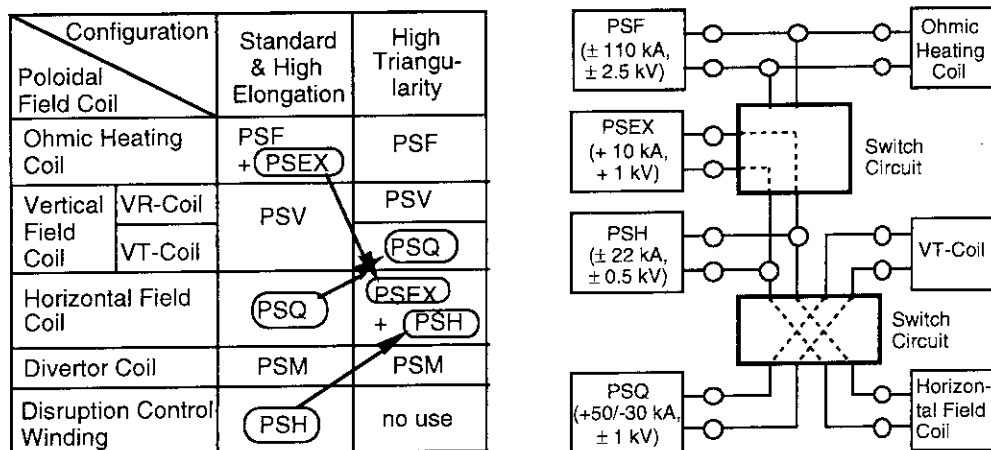 Configuration
Poloidal
Field Coil
Standard
& High
Elongation
High
Triangu-
larity
Ohmic Heating
Coil
PSF
+ PSEX
PSF
Vertical
Field
Coil
VR-Coil
VT-Coil
PSV
PSV
PSQ
Horizontal Field
Coil
PSQ
PSEX
+ PSH
Divertor Coil
PSM
PSM
Disruption Control
Winding
PSH
no use
PSF
(± 110 kA,
± 2.5 kV)
Ohmic
Heating
Coil
PSEX
(+ 10 kA,
+ 1 kV)
Switch
Circuit
PSH
(± 22 kA,
± 0.5 kV)
VT-Coil
Switch
Circuit
PSQ
(+50/-30 kA,
± 1 kV)
Horizon-
tal Field
Coil